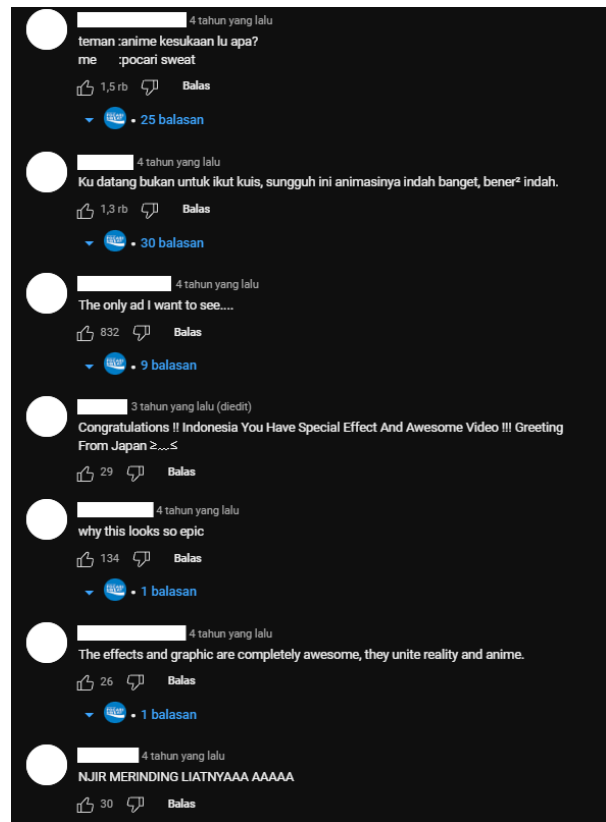 4 tahun yang lalu
teman :anime kesukaan lu apa?
me :pocari sweat
1,5 rb Balas
25 balasan
4 tahun yang lalu
Ku datang bukan untuk ikut kuis, sungguh ini animasinya indah banget, bener² indah.
1,3 rb Balas
30 balasan
4 tahun yang lalu
The only ad I want to see....
832 Balas
9 balasan
3 tahun yang lalu (diedit)
Congratulations !! Indonesia You Have Special Effect And Awesome Video !!! Greeting
From Japan ≥﹏≤
29 Balas
4 tahun yang lalu
why this looks so epic
134 Balas
1 balasan
4 tahun yang lalu
The effects and graphic are completely awesome, they unite reality and anime.
26 Balas
1 balasan
4 tahun yang lalu
NJIR MERINDING LIATNYAAA AAAAA
30 Balas